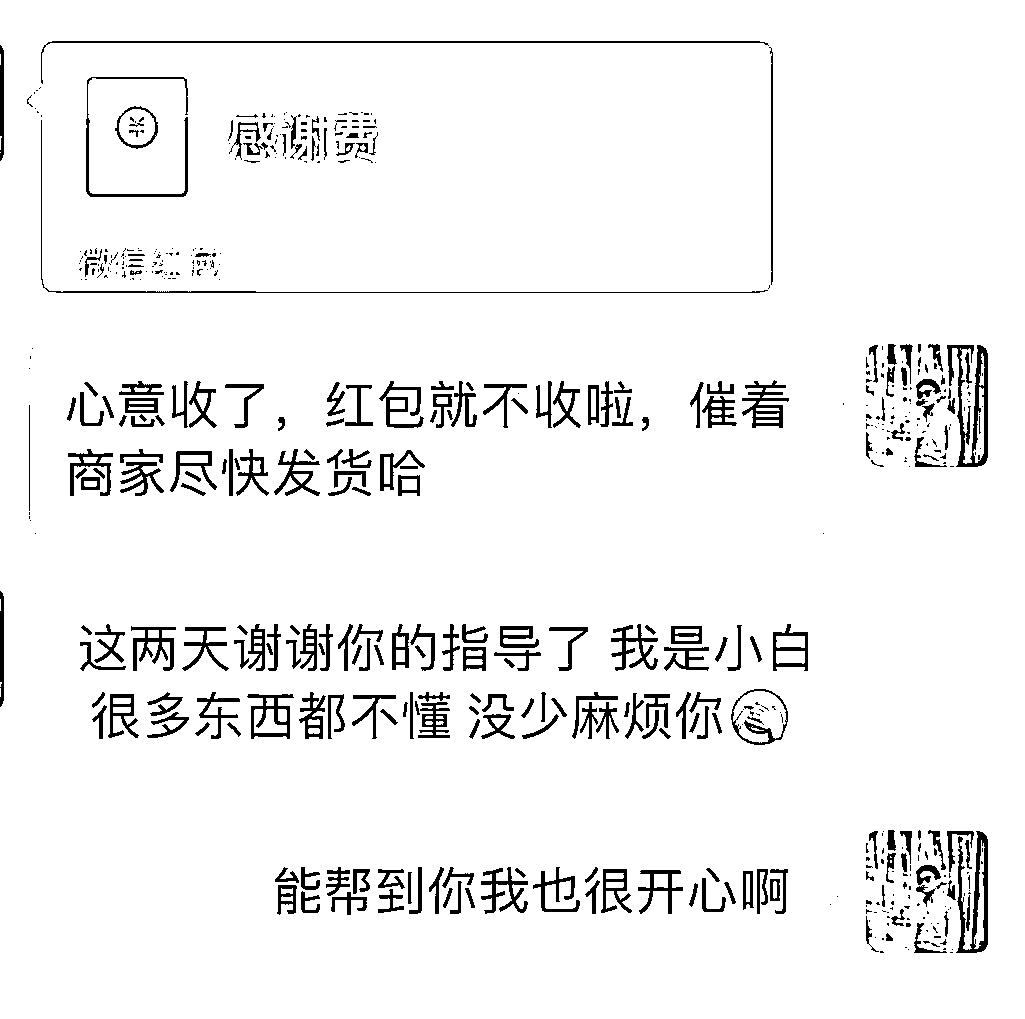 感谢费
微信红包
心意收了，红包就不收啦，催着
商家尽快发货哈
这两天谢谢你的指导了 我是小白
很多东西都不懂 没少麻烦你
能帮到你我也很开心啊